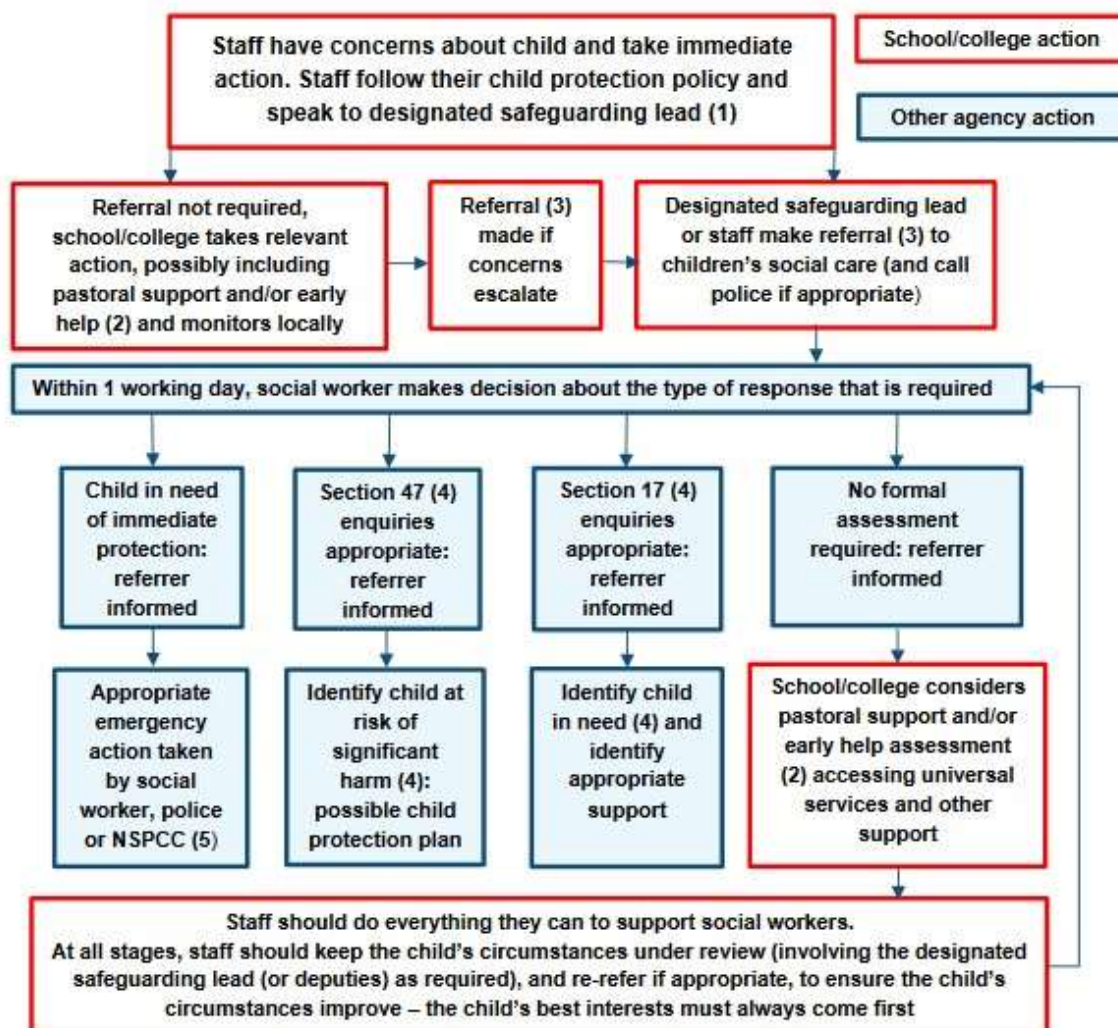 Staff have concerns about child and take immediate
action. Staff follow their child protection policy and
speak to designated safeguarding lead (1)
School/college action
Other agency action
Referral not required,
school/college takes relevant
action, possibly including
pastoral support and/or early
help (2) and monitors locally
Referral (3)
made if
concerns
escalate
Designated safeguarding lead
or staff make referral (3) to
children’s social care (and call
police if appropriate)
Within 1 working day, social worker makes decision about the type of response that is required
Child in need
of immediate
protection:
referrer
informed
Section 47 (4)
enquiries
appropriate:
referrer
informed
Section 17 (4)
enquiries
appropriate:
referrer
informed
No formal
assessment
required: referrer
informed
Appropriate
emergency
action taken
by social
worker, police
or NSPCC (5)
Identify child at
risk of
significant
harm (4):
possible child
protection plan
Identify child
in need (4) and
identify
appropriate
support
School/college considers
pastoral support and/or
early help assessment
(2) accessing universal
services and other
support
Staff should do everything they can to support social workers.
At all stages, staff should keep the child’s circumstances under review (involving the designated
safeguarding lead (or deputies) as required), and re-refer if appropriate, to ensure the child’s
circumstances improve – the child’s best interests must always come first